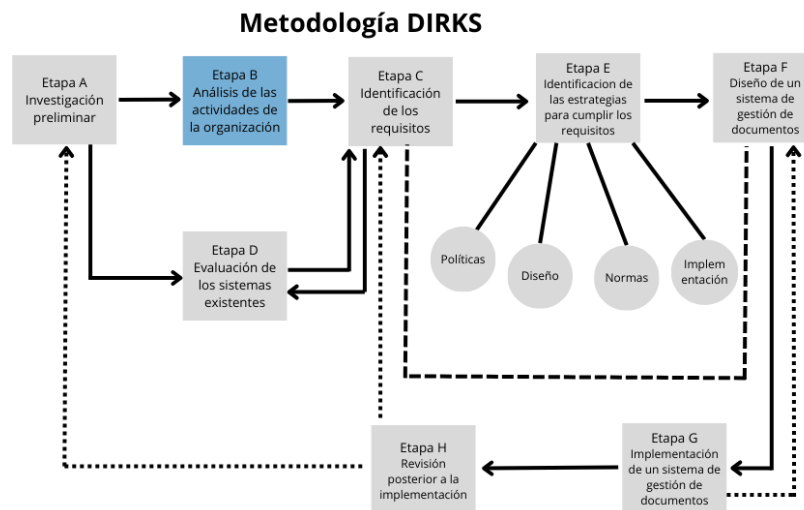 Metodología DIRKS
Etapa A
Investigación
preliminar
Etapa B
Análisis de las
actividades de
la organización
Etapa C
Identificación
de los
requisitos
Etapa E
Identificacion de
las estrategias
para cumplir los
requisitos
Etapa F
Diseño de un
sistema de
gestión de
documentos
Etapa D
Evaluación de
los sistemas
existentes
Políticas
Diseño
Normas
Implem
entación
Etapa H
Revisión
posterior a la
implementación
Etapa G
Implementación
de un sistema de
gestión de
documentos